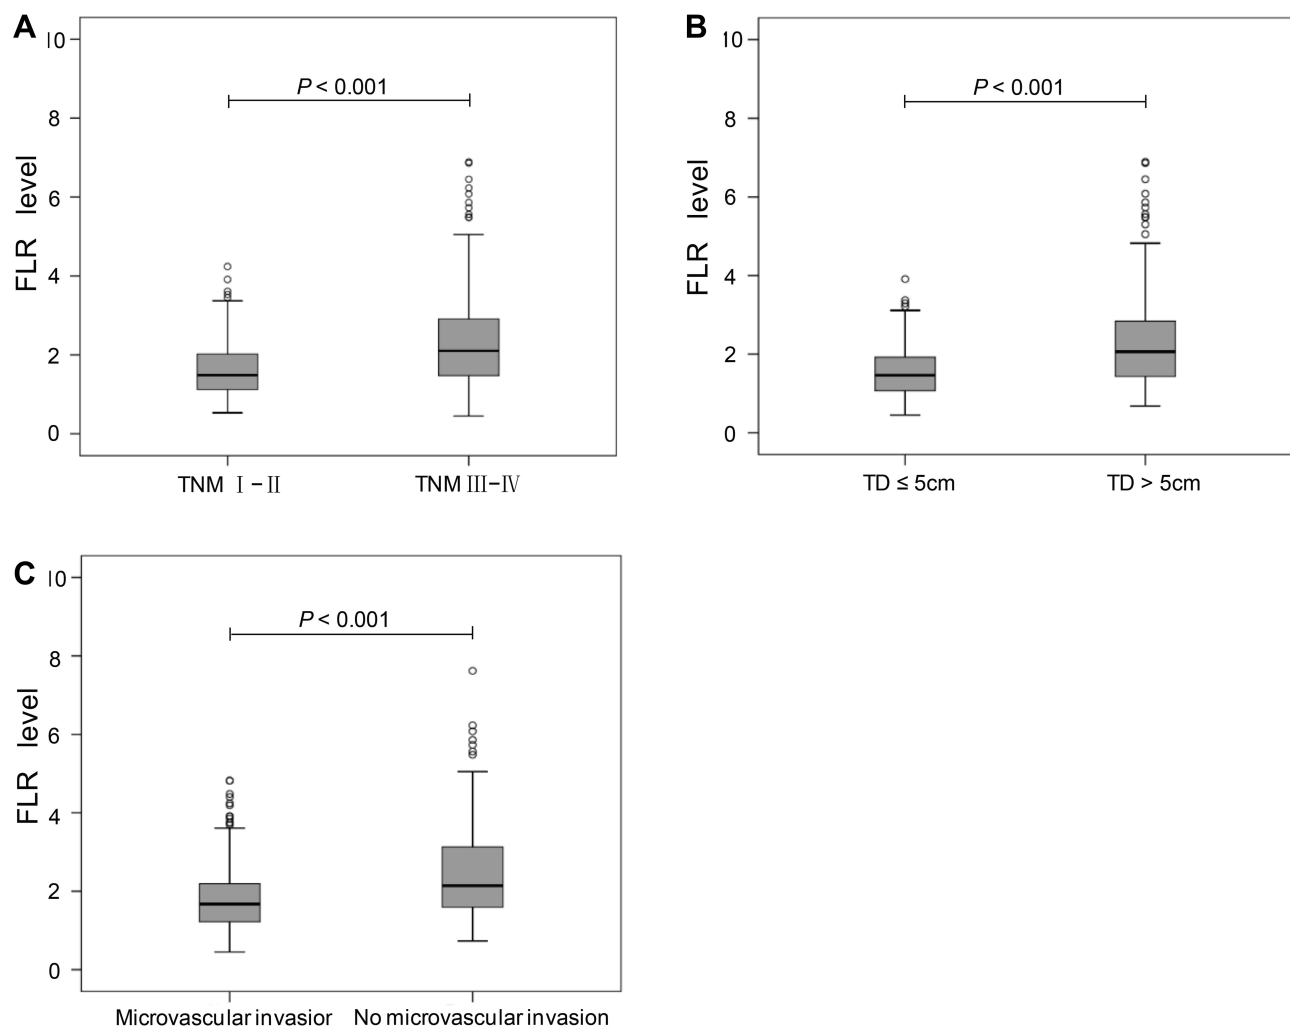 A
10
P < 0.001
8
6
FLR level
4
2
0
TNM Ⅰ-Ⅱ
TNM Ⅲ-Ⅳ
B
10
P < 0.001
8
6
FLR level
4
2
0
TD ≤ 5cm
TD > 5cm
C
10
P < 0.001
8
6
FLR level
4
2
0
Microvascular invasior
No microvascular invasion